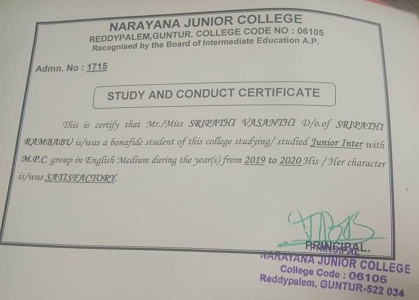 NARAYANA JUNIOR COLLEGE
REDDYPALEM,GUNTUR. COLLEGE CODE NO : 06105
Recognised by the Board of Intermediate Education A.P.
Admn. No : 1715
STUDY AND CONDUCT CERTIFICATE
This is certify that Mr./Miss SRIPATHI VASANTHI D/o.of SRIPATHI
RAMBABU is/was a bonafide student of this college studying/ studied Junior Inter with
M.P.C group in English Medium during the year(s) from 2019 to 2020 His / Her character
is/was SATISFACTORY.
PRINCIPAL.
PRINCIPAL
NARAYANA JUNIOR COLLEGE
College Code : 06105
Reddypalem, GUNTUR-522 034